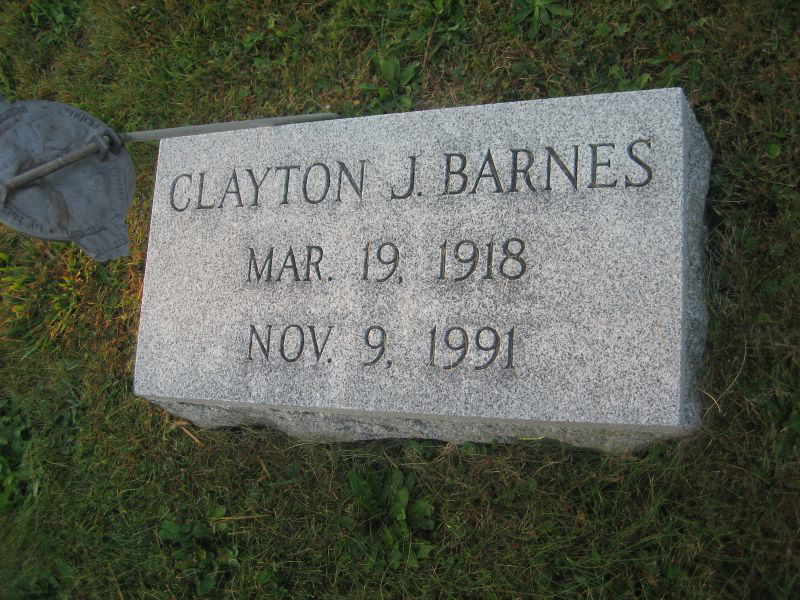 CLAYTON J. BARNES
MAR. 19, 1918
NOV. 9, 1991